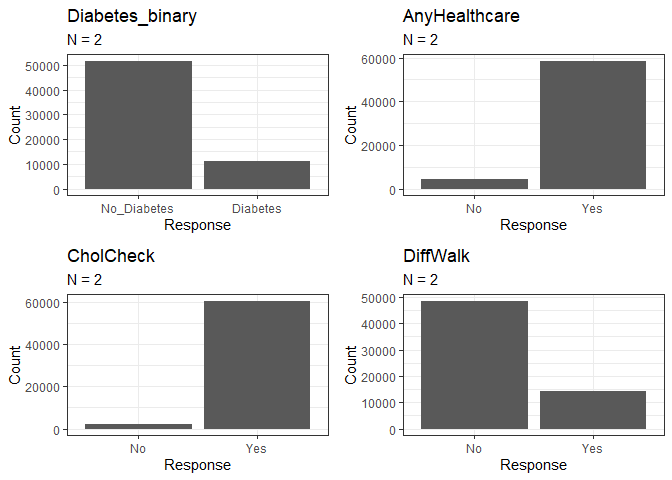 Diabetes_binary
N = 2
50000
40000
30000
20000
10000
0
Count
No_Diabetes Diabetes
Response
AnyHealthcare
N = 2
60000
40000
20000
0
Count
No Yes
Response
CholCheck
N = 2
60000
40000
20000
0
Count
No Yes
Response
DiffWalk
N = 2
50000
40000
30000
20000
10000
0
Count
No Yes
Response